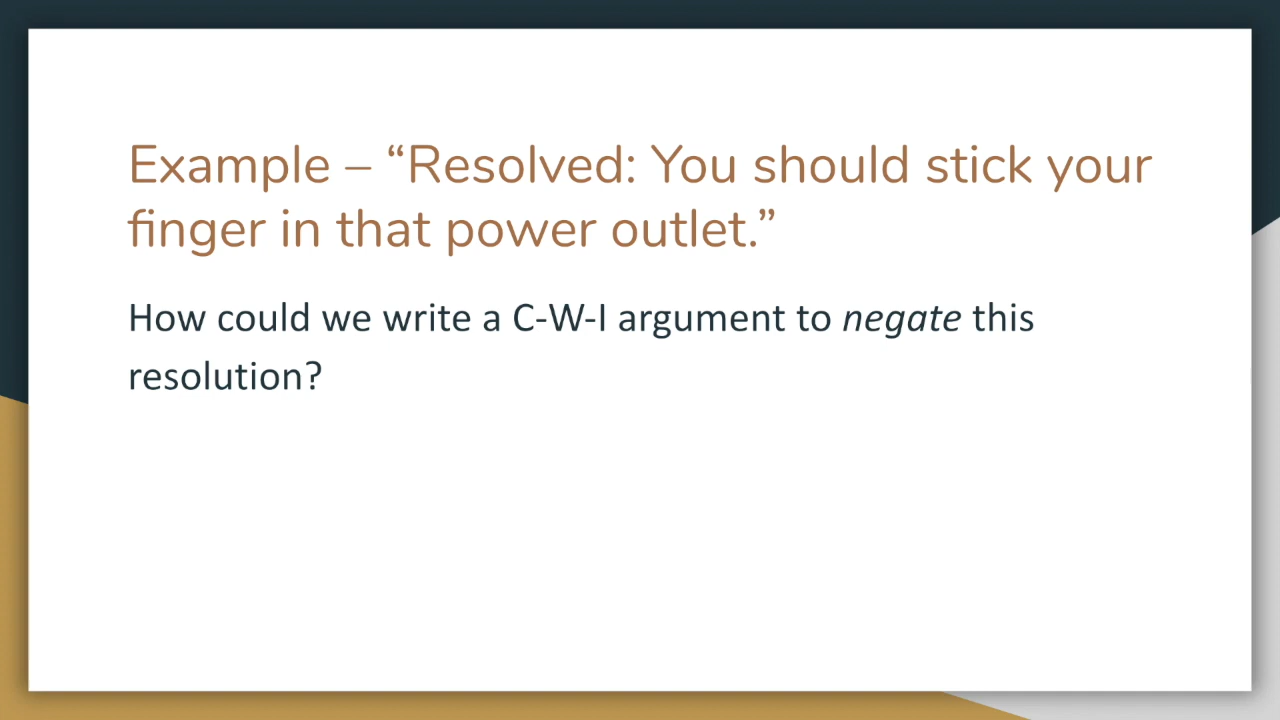 Example – “Resolved: You should stick your
finger in that power outlet.”
How could we write a C-W-I argument to negate this
resolution?